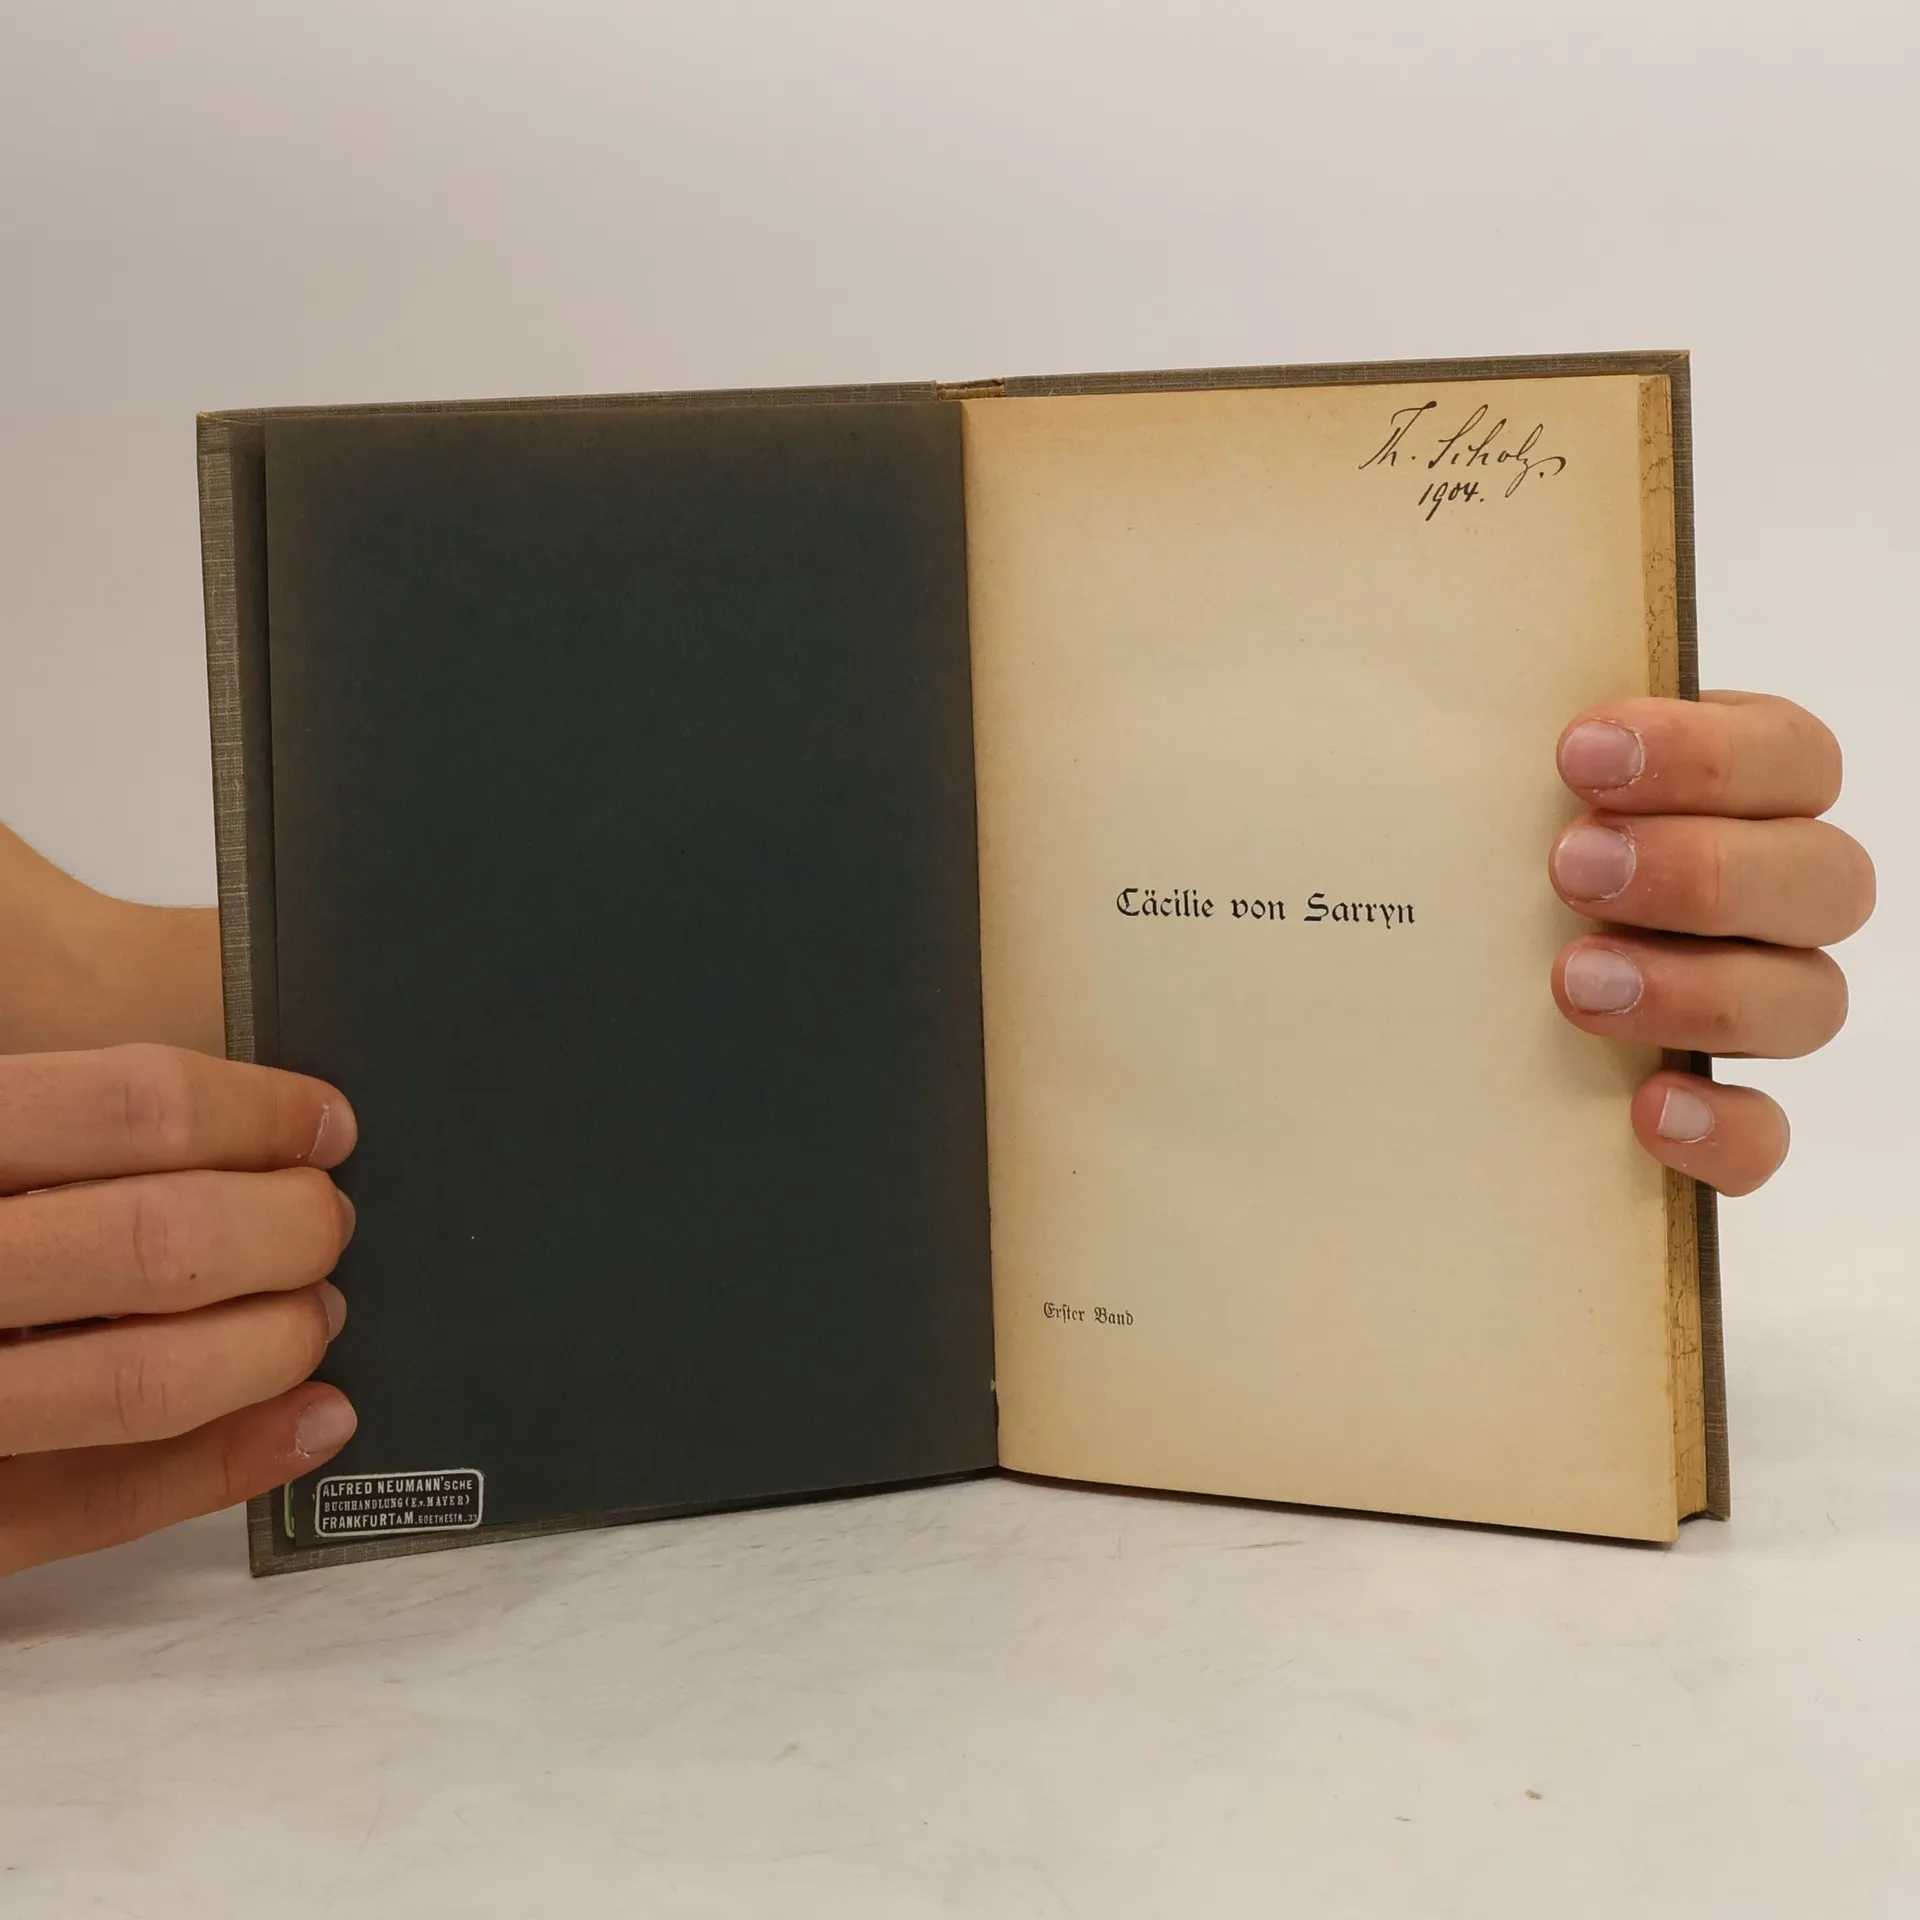 ALFRED NEUMANN'SCHE
BUCHHANDLUNG (E.v.MAYER)
FRANKFURT A.M. GOETHESTR. 33
Th. Scholz.
1904.
Cäcilie von Sarryn
Erster Band